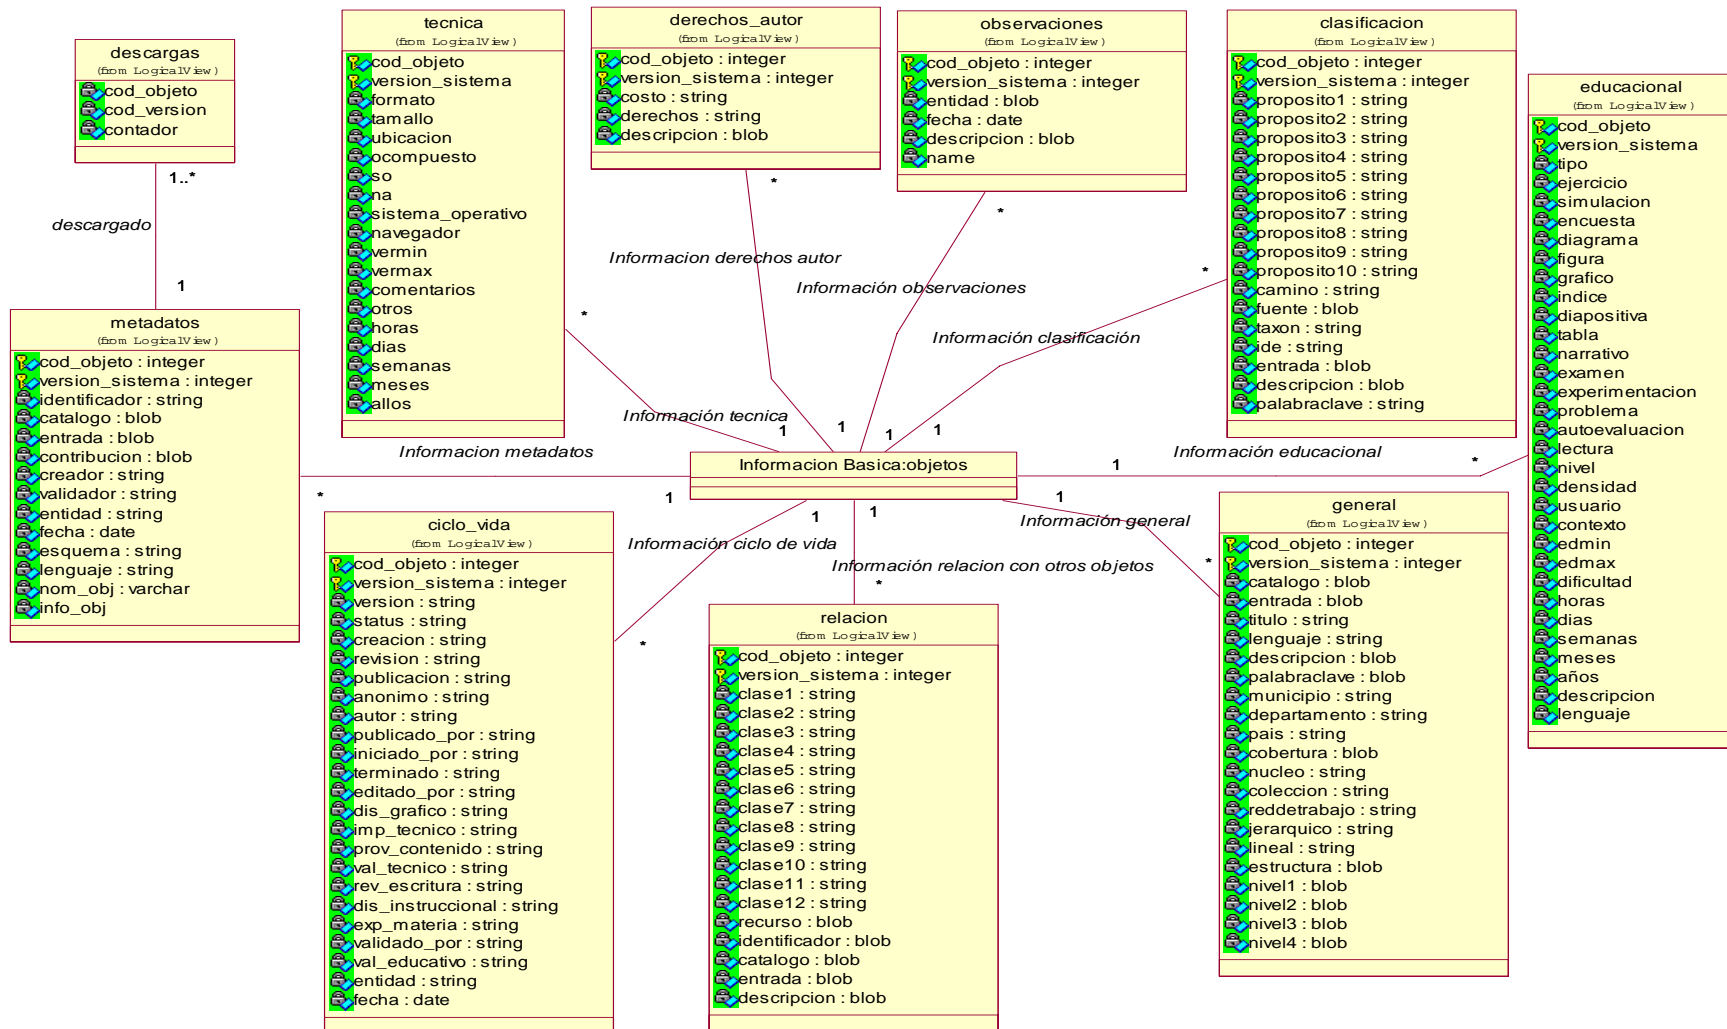 descargas
(from LogicalView)
cod_objeto
cod_version
contador
1..*
descargado
1
metadatos
(from LogicalView)
cod_objeto : integer
version_sistema : integer
identificador : string
catalogo : blob
entrada : blob
contribucion : blob
creador : string
validador : string
entidad : string
fecha : date
esquema : string
lenguaje : string
nom_obj : varchar
info_obj
tecnica
(from LogicalView)
cod_objeto
version_sistema
formato
tamallo
ubicacion
ocompuesto
so
na
sistema_operativo
navegador
vermin
vermax
comentarios
otros
horas
dias
semanas
meses
allos
derechos_autor
(from LogicalView)
cod_objeto : integer
version_sistema : integer
costo : string
derechos : string
descripcion : blob
observaciones
(from LogicalView)
cod_objeto : integer
version_sistema : integer
entidad : blob
fecha : date
descripcion : blob
name
clasificacion
(from LogicalView)
cod_objeto : integer
version_sistema : integer
proposito1 : string
proposito2 : string
proposito3 : string
proposito4 : string
proposito5 : string
proposito6 : string
proposito7 : string
proposito8 : string
proposito9 : string
proposito10 : string
camino : string
fuente : blob
taxon : string
ide : string
entrada : blob
descripcion : blob
palabraclave : string
educacional
(from LogicalView)
cod_objeto
version_sistema
tipo
ejercicio
simulacion
encuesta
diagrama
figura
grafico
indice
diapositiva
tabla
narrativo
examen
experimentacion
problema
autoevaluacion
lectura
nivel
densidad
usuario
contexto
edmin
edmax
dificultad
horas
dias
semanas
meses
años
descripcion
lenguaje
*
*
*
*
Informacion derechos autor
Información observaciones
Información clasificación
Información tecnica
1
1
1
1
Informacion metadatos
Informacion Basica:objetos
Información educacional
*
1
1
*
1
1
1
Información general
Información ciclo de vida
Información relacion con otros objetos
*
*
*
ciclo_vida
(from LogicalView)
cod_objeto : integer
version_sistema : integer
version : string
status : string
creacion : string
revision : string
publicacion : string
anonimo : string
autor : string
publicado_por : string
iniciado_por : string
terminado : string
editado_por : string
dis_grafico : string
imp_tecnico : string
prov_contenido : string
val_tecnico : string
rev_escritura : string
dis_instruccional : string
exp_materia : string
validado_por : string
val_educativo : string
entidad : string
fecha : date
relacion
(from LogicalView)
cod_objeto : integer
version_sistema : integer
clase1 : string
clase2 : string
clase3 : string
clase4 : string
clase5 : string
clase6 : string
clase7 : string
clase8 : string
clase9 : string
clase10 : string
clase11 : string
clase12 : string
recurso : blob
identificador : blob
catalogo : blob
entrada : blob
descripcion : blob
general
(from LogicalView)
cod_objeto : integer
version_sistema : integer
catalogo : blob
entrada : blob
titulo : string
lenguaje : string
descripcion : blob
palabraclave : blob
municipio : string
departamento : string
pais : string
cobertura : blob
nucleo : string
coleccion : string
reddetrabajo : string
jerarquico : string
lineal : string
estructura : blob
nivel1 : blob
nivel2 : blob
nivel3 : blob
nivel4 : blob